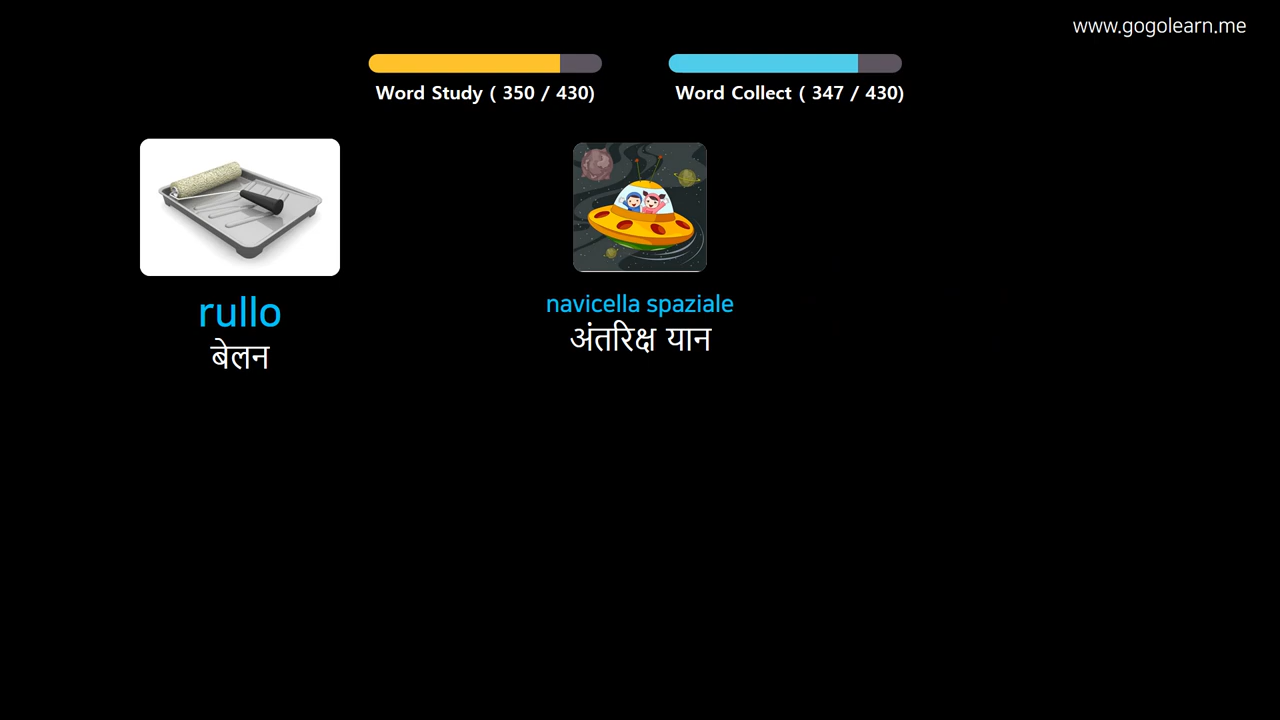 www.gogolearn.me
Word Study ( 350 / 430)
Word Collect ( 347 / 430)
rullo
बेलन
navicella spaziale
अंतरिक्ष यान